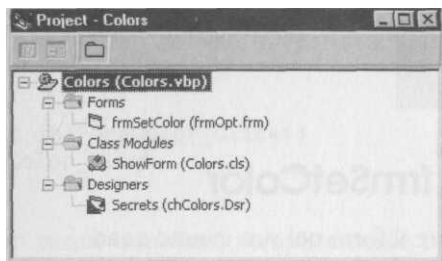 Project - Colors
Colors (Colors.vbp)
Forms
frmSetColor (frmOpt.frm)
Class Modules
ShowForm (Colors.cls)
Designers
Secrets (chColors.Dsr)